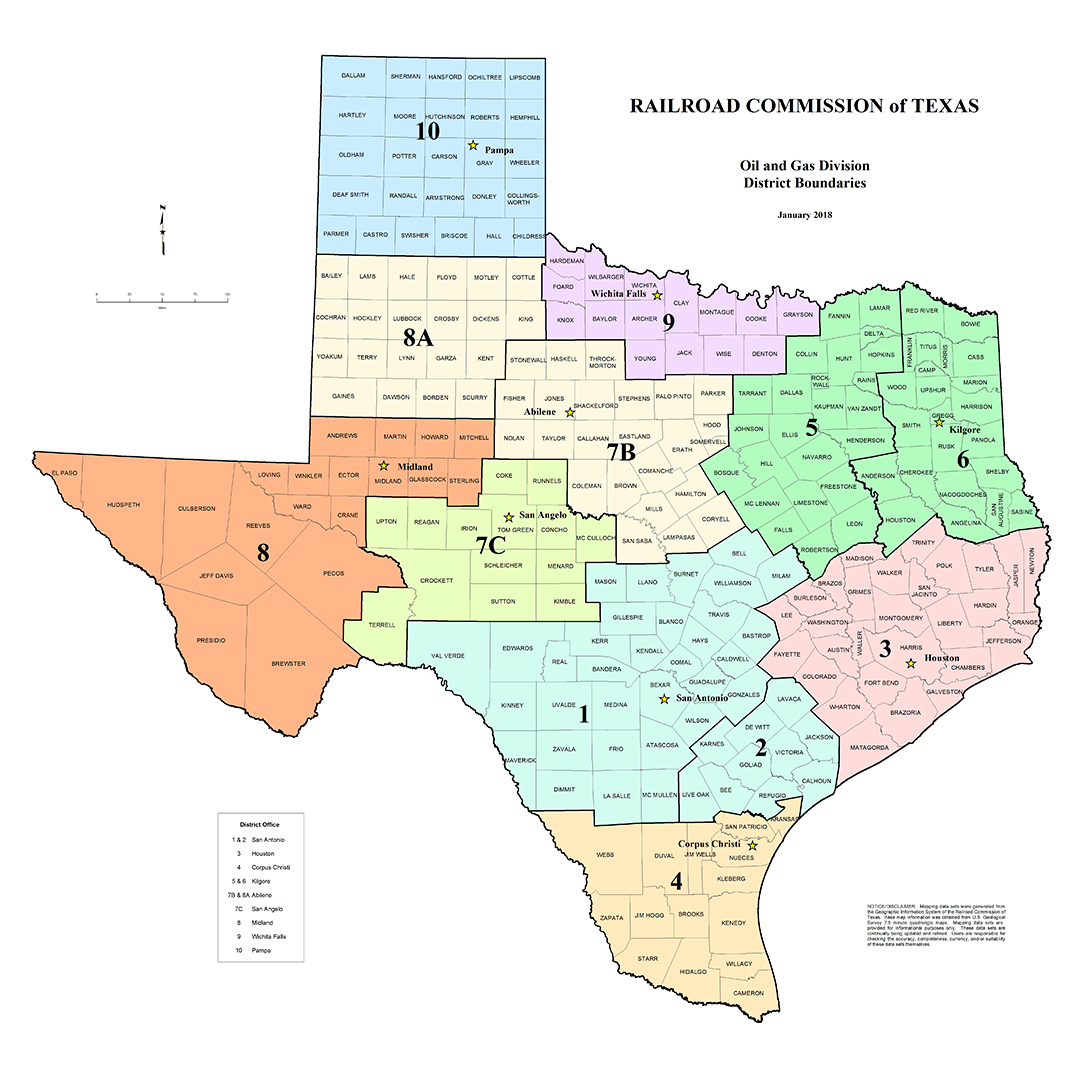 RAILROAD COMMISSION of TEXAS
Oil and Gas Division
District Boundaries
January 2018
N
DALLAM SHERMAN HANSFORD OCHILTREE LIPSCOMB
HARTLEY MOORE HUTCHINSON ROBERTS HEMPHILL
10
Pampa
OLDHAM POTTER CARSON GRAY WHEELER
DEAF SMITH RANDALL ARMSTRONG DONLEY COLLINGS-
WORTH
PARMER CASTRO SWISHER BRISCOE HALL CHILDRESS
BAILEY LAMB HALE FLOYD MOTLEY COTTLE
COCHRAN HOCKLEY LUBBOCK CROSBY DICKENS KING
8A
YOAKUM TERRY LYNN GARZA KENT
GAINES DAWSON BORDEN SCURRY
HARDEMAN
FOARD WILBARGER WICHITA
Wichita Falls
CLAY
KNOX BAYLOR ARCHER 9 MONTAGUE COOKE GRAYSON
YOUNG JACK WISE DENTON
STONEWALL HASKELL THROCK-
MORTON
FISHER JONES SHACKELFORD STEPHENS PALO PINTO PARKER
Abilene
NOLAN TAYLOR CALLAHAN EASTLAND HOOD
SOMERVELL
ERATH
7B
COMANCHE
COLEMAN BROWN HAMILTON
MILLS CORYELL
SAN SABA LAMPASAS
FANNIN LAMAR RED RIVER
BOWIE
DELTA
COLLIN HUNT HOPKINS FRANKLIN TITUS MORRIS CASS
CAMP
ROCK-
WALL RAINS WOOD UPSHUR MARION
TARRANT DALLAS
KAUFMAN VAN ZANDT HARRISON
GREGG
JOHNSON ELLIS 5 SMITH Kilgore
HENDERSON RUSK PANOLA
6
NAVARRO
HILL
BOSQUE ANDERSON CHEROKEE SHELBY
FREESTONE
MC LENNAN LIMESTONE NACOGDOCHES SAN
AUGUSTINE SABINE
FALLS LEON HOUSTON ANGELINA
ROBERTSON
ANDREWS MARTIN HOWARD MITCHELL
Midland
EL PASO LOVING WINKLER ECTOR MIDLAND GLASSCOCK STERLING
HUDSPETH CULBERSON WARD CRANE
REEVES
8
JEFF DAVIS PECOS
PRESIDIO
BREWSTER
COKE RUNNELS
San Angelo
UPTON REAGAN IRION TOM GREEN CONCHO
MC CULLOCH
7C
SCHLEICHER MENARD
CROCKETT
SUTTON KIMBLE
TERRELL
BELL
MASON LLANO BURNET WILLIAMSON MILAM
GILLESPIE BLANCO TRAVIS
HAYS BASTROP
VAL VERDE EDWARDS KERR KENDALL
REAL BANDERA COMAL CALDWELL
BEXAR GUADALUPE
San Antonio GONZALES
KINNEY UVALDE MEDINA
1
WILSON
MAVERICK ZAVALA FRIO ATASCOSA
DIMMIT LA SALLE MC MULLEN
LAVACA
DE WITT
KARNES 2 VICTORIA JACKSON
GOLIAD
LIVE OAK BEE REFUGIO CALHOUN
MADISON TRINITY POLK TYLER JASPER NEWTON
BRAZOS GRIMES WALKER SAN
JACINTO
BURLESON
LEE WASHINGTON MONTGOMERY LIBERTY HARDIN ORANGE
JEFFERSON
FAYETTE AUSTIN WALLER 3 HARRIS Houston
CHAMBERS
COLORADO FORT BEND
GALVESTON
WHARTON BRAZORIA
MATAGORDA
ARANSAS
SAN PATRICIO
Corpus Christi
WEBB DUVAL JIM WELLS NUECES
4
KLEBERG
ZAPATA JIM HOGG BROOKS KENEDY
STARR HIDALGO WILLACY
CAMERON
District Office
1 & 2 San Antonio
3 Houston
4 Corpus Christi
5 & 6 Kilgore
7B & 8A Abilene
7C San Angelo
8 Midland
9 Wichita Falls
10 Pampa
NOTICE/DISCLAIMER: Mapping data sets were generated from
the Geographic Information System of the Railroad Commission of
Texas. Base map information was obtained from U.S. Geological
Survey 7.5 minute quadrangle maps. Mapping data sets are
provided for informational purposes only. These data sets are
continually being updated and refined. Users are responsible for
checking the accuracy, completeness, currency, and/or suitability
of these data sets themselves.